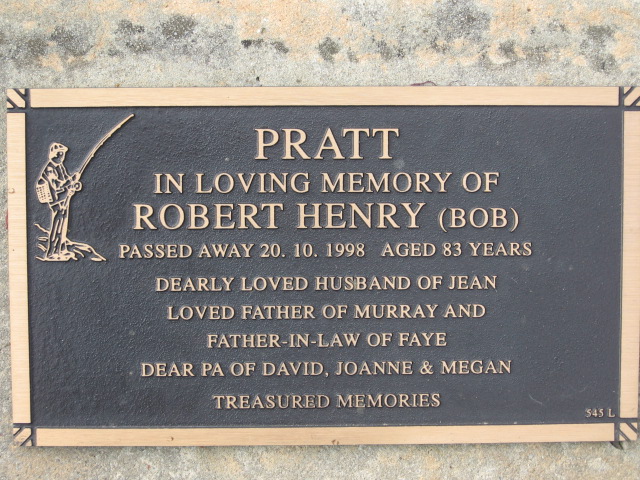 PRATT
IN LOVING MEMORY OF
ROBERT HENRY (BOB)
PASSED AWAY 20. 10. 1998 AGED 83 YEARS
DEARLY LOVED HUSBAND OF JEAN
LOVED FATHER OF MURRAY AND
FATHER-IN-LAW OF FAYE
DEAR PA OF DAVID, JOANNE & MEGAN
TREASURED MEMORIES
545 L